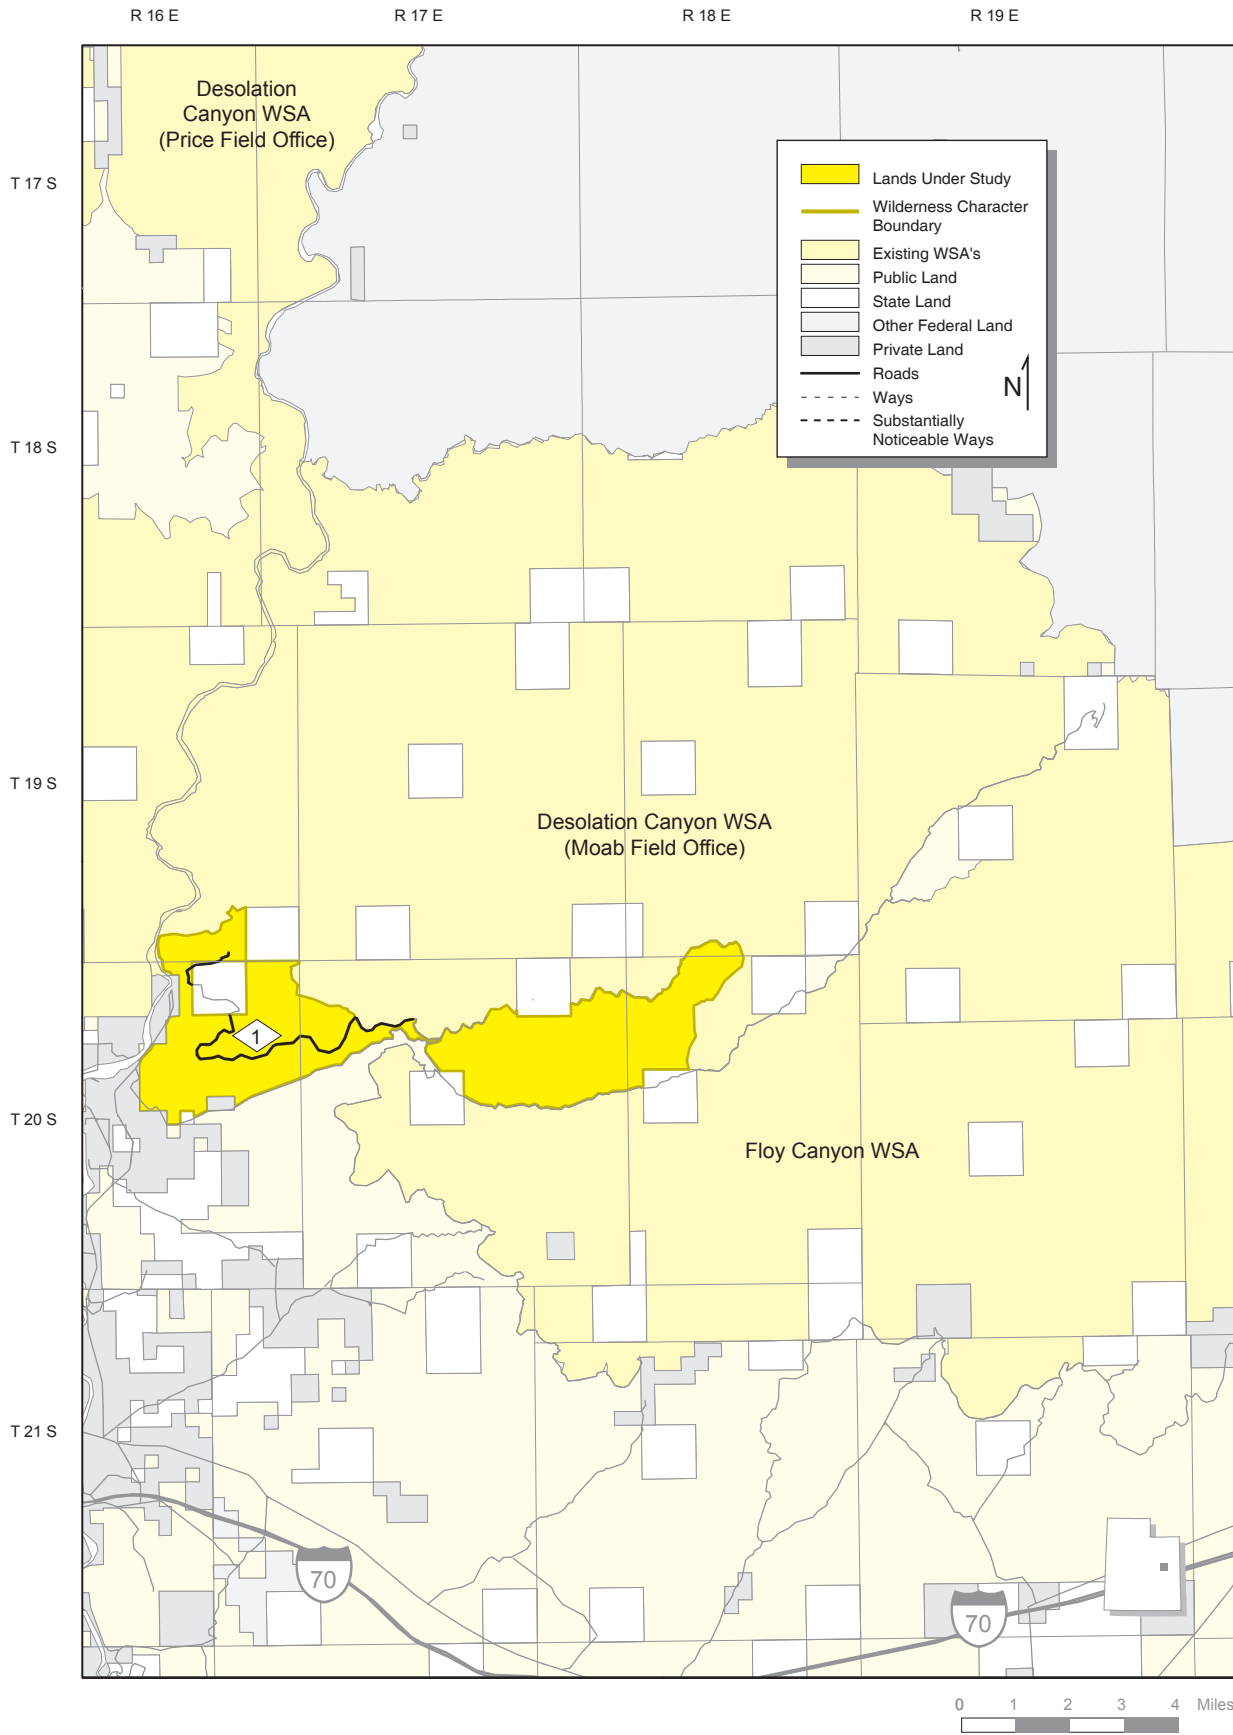 R 16 E
R 17 E
R 18 E
R 19 E
Desolation
Canyon WSA
(Price Field Office)
T 17 S
Lands Under Study
Wilderness Character
Boundary
Existing WSA's
Public Land
State Land
Other Federal Land
Private Land
Roads
N
Ways
Substantially
Noticeable Ways
T 18 S
T 19 S
Desolation Canyon WSA
(Moab Field Office)
1
T 20 S
Floy Canyon WSA
T 21 S
70
70
0 1 2 3 4 Miles